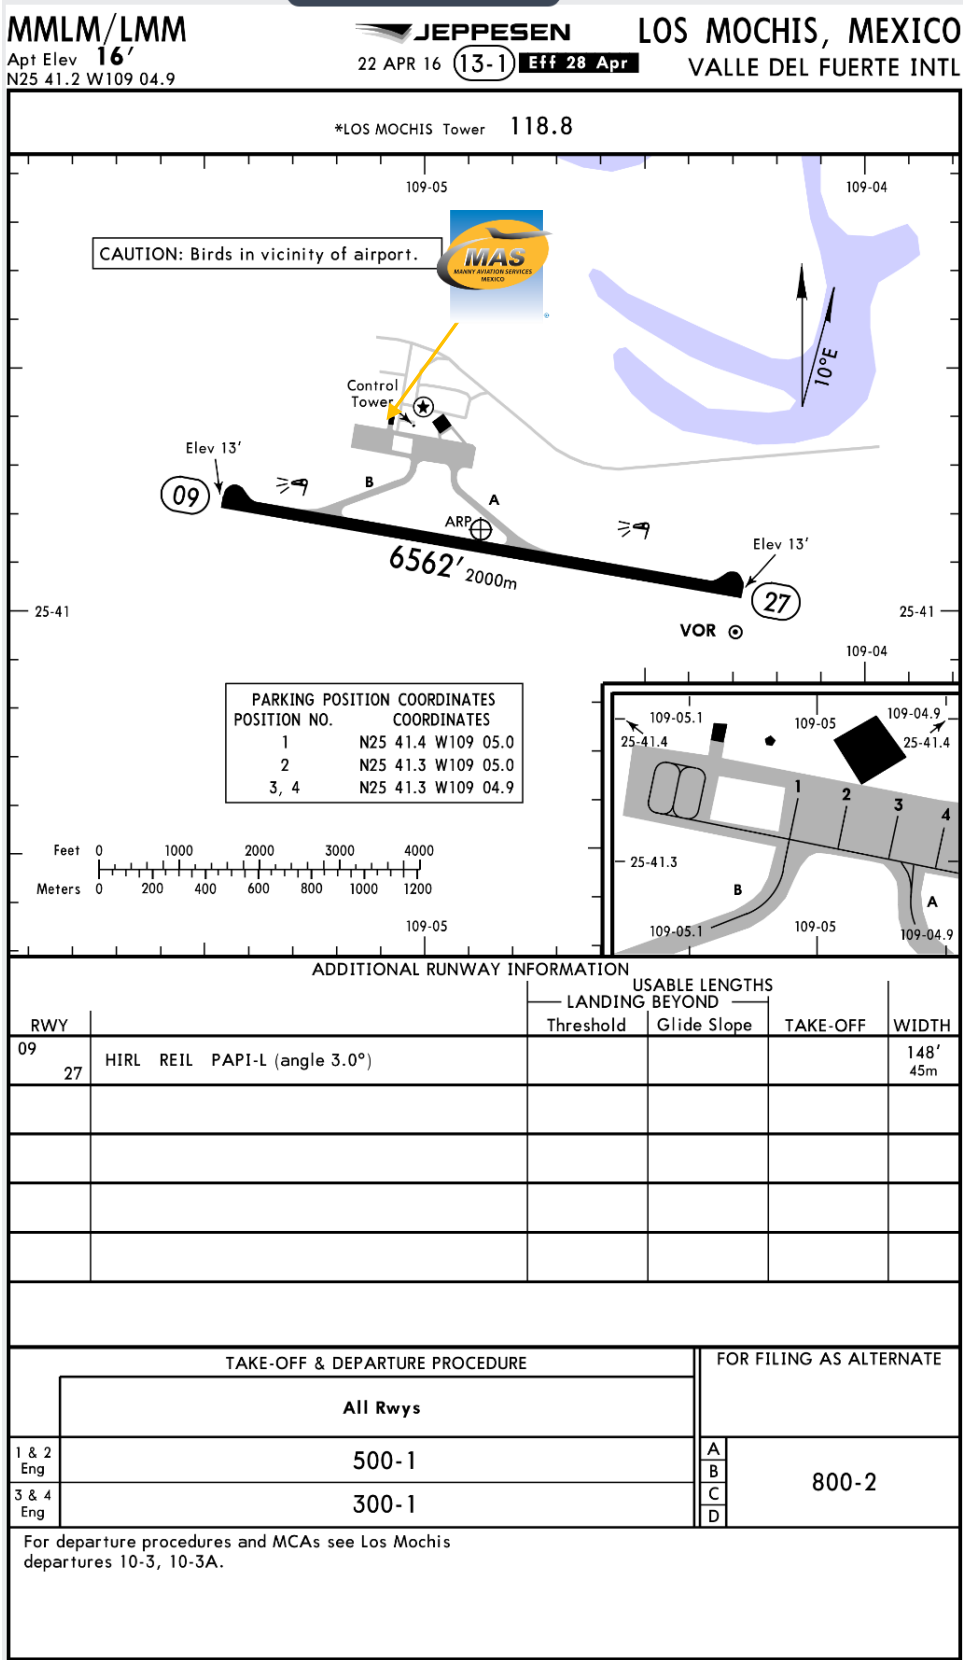 MMLM/LMM
Apt Elev 16'
N25 41.2 W109 04.9
JEPPESEN
22 APR 16 13-1 Eff 28 Apr
LOS MOCHIS, MEXICO
VALLE DEL FUERTE INTL
*LOS MOCHIS Tower 118.8
109-05
109-04
CAUTION: Birds in vicinity of airport.
MAS
MANNY AVIATION SERVICES
MEXICO
®
10°E
Control
Tower
Elev 13'
09
B
A
ARP
6562' 2000m
Elev 13'
27
25-41
25-41
VOR
109-04
PARKING POSITION COORDINATES
POSITION NO. COORDINATES
1 N25 41.4 W109 05.0
2 N25 41.3 W109 05.0
3, 4 N25 41.3 W109 04.9
109-05.1
109-05
109-04.9
25-41.4
25-41.4
1
2
3
4
25-41.3
B
A
109-05.1
109-05
109-04.9
Feet 0 1000 2000 3000 4000
Meters 0 200 400 600 800 1000 1200
109-05
ADDITIONAL RUNWAY INFORMATION
USABLE LENGTHS
LANDING BEYOND
RWY Threshold Glide Slope TAKE-OFF WIDTH
09
27
HIRL REIL PAPI-L (angle 3.0°)
148'
45m
TAKE-OFF & DEPARTURE PROCEDURE
FOR FILING AS ALTERNATE
All Rwys
1 & 2
Eng
500-1
3 & 4
Eng
300-1
A
B
C
D
800-2
For departure procedures and MCAs see Los Mochis
departures 10-3, 10-3A.